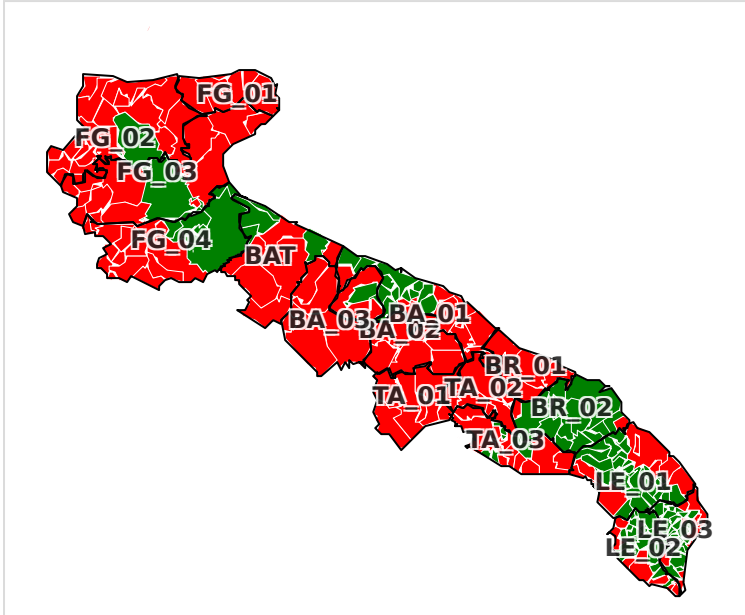 FG_01
FG_02
FG_03
FG_04
BAT
BA_01
BA_03
BA_02
BR_01
TA_02
TA_01
BR_02
TA_03
LE_01
LE_03
LE_02